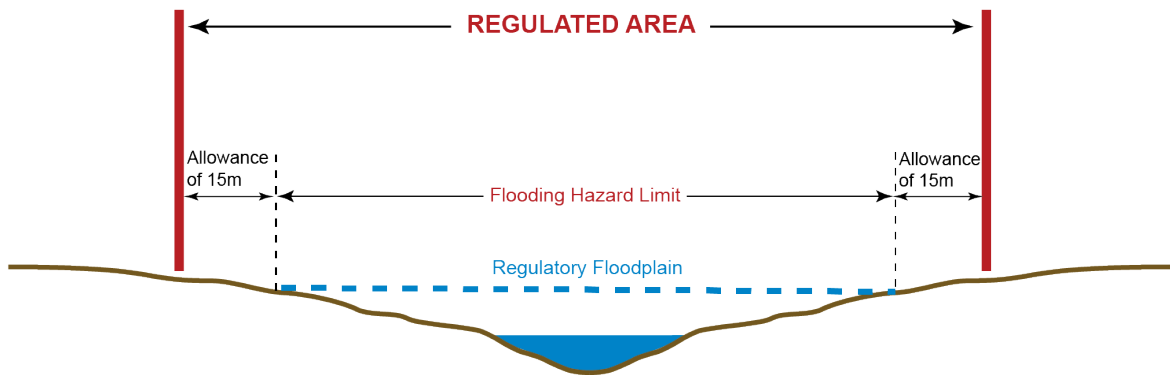 REGULATED AREA
Allowance
of 15m
Flooding Hazard Limit
Allowance
of 15m
Regulatory Floodplain